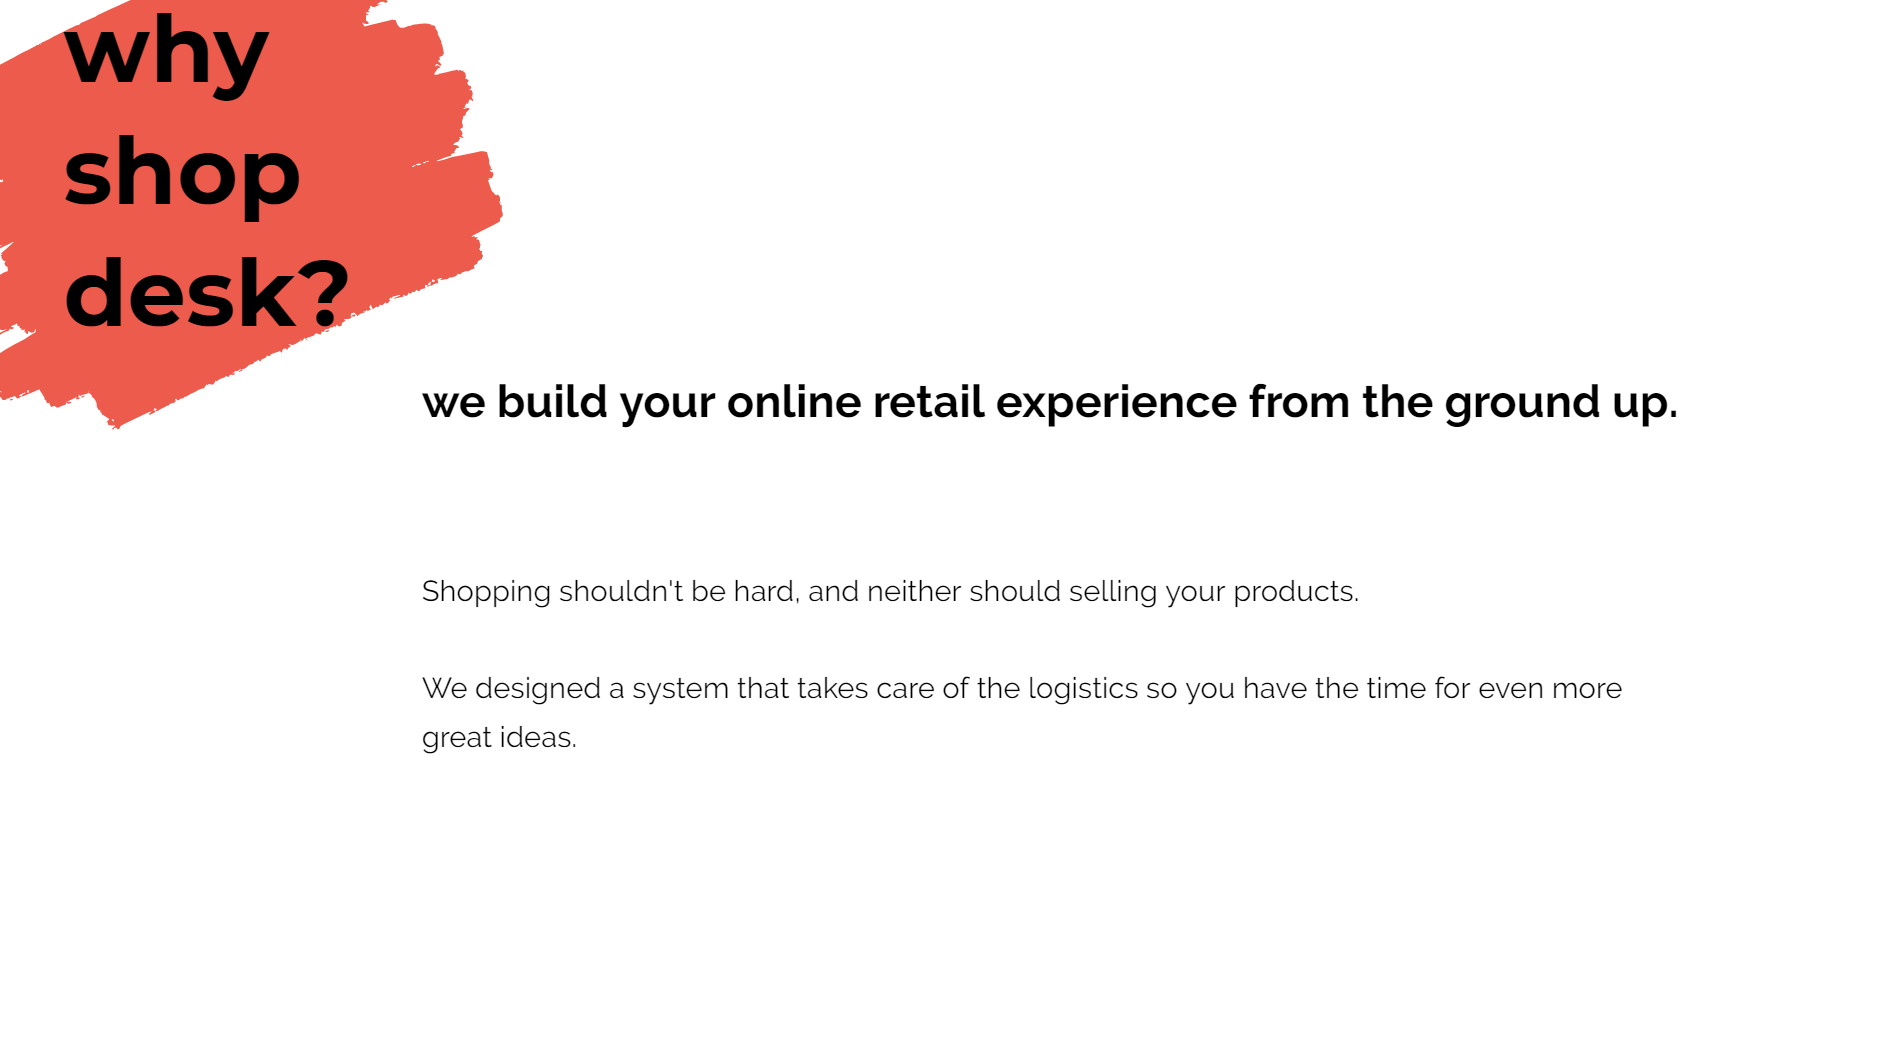 why
shop
desk?
we build your online retail experience from the ground up.
Shopping shouldn't be hard, and neither should selling your products.
We designed a system that takes care of the logistics so you have the time for even more
great ideas.